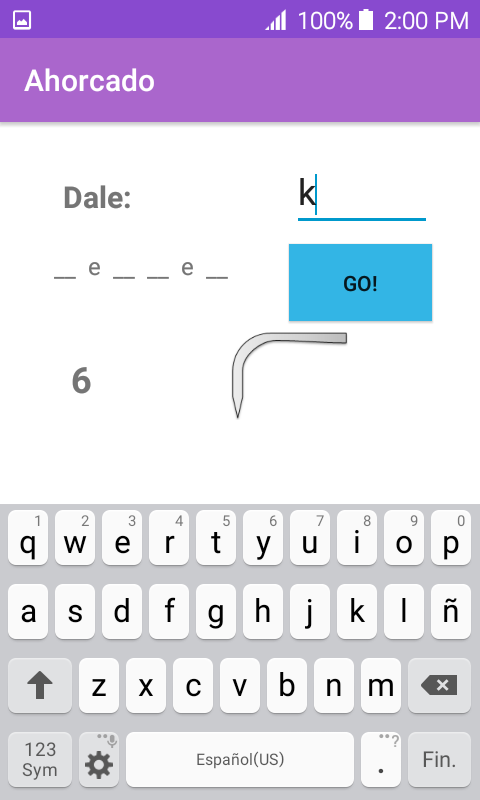 100% 2:00 PM
Ahorcado
Dale: k
__ e __ __ e __
GO!
6
1 2 3 4 5 6 7 8 9 0
q w e r t y u i o p
a s d f g h j k l ñ
z x c v b n m
123 Sym Español(US) . ? Fin.